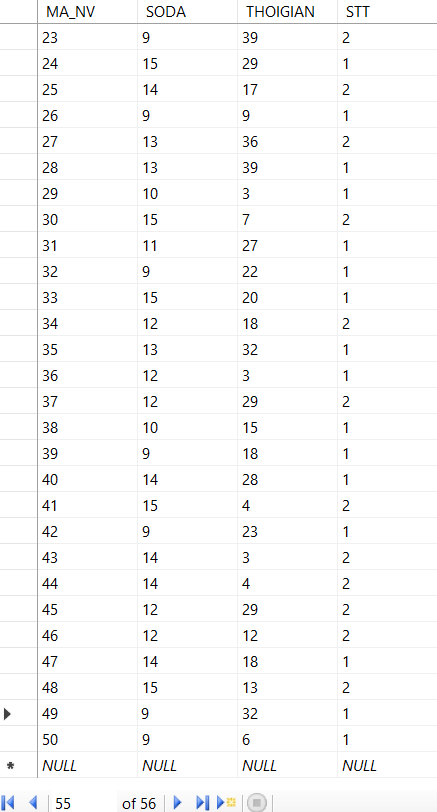 MA_NV SODA THOIGIAN STT
23 9 39 2
24 15 29 1
25 14 17 2
26 9 9 1
27 13 36 2
28 13 39 1
29 10 3 1
30 15 7 2
31 11 27 1
32 9 22 1
33 15 20 1
34 12 18 2
35 13 32 1
36 12 3 1
37 12 29 2
38 10 15 1
39 9 18 1
40 14 28 1
41 15 4 2
42 9 23 1
43 14 3 2
44 14 4 2
45 12 29 2
46 12 12 2
47 14 18 1
48 15 13 2
49 9 32 1
50 9 6 1
* NULL NULL NULL NULL
55 of 56